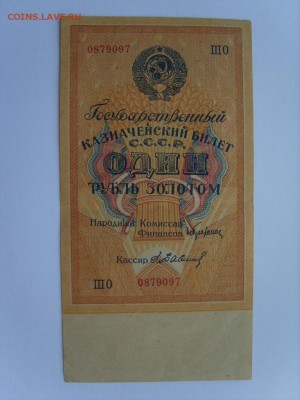 COINS.LAVE.RU
0879097 ШО
Государственный
КАЗНАЧЕЙСКИЙ БИЛЕТ
С.С.С.Р.
ОДИН
РУБЛЬ ЗОЛОТОМ
Народный Комиссар
Финансов
Кассир
ШО 0879097